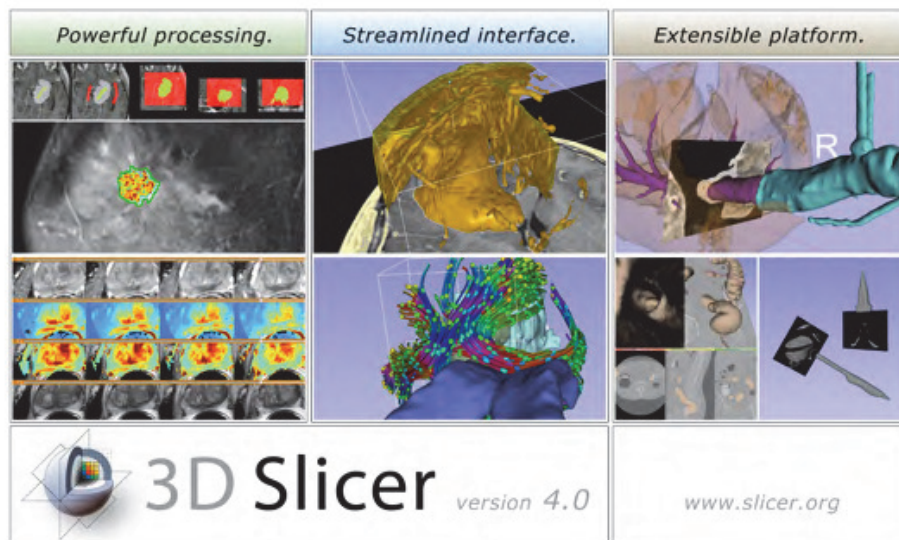 Powerful processing.
Streamlined interface.
Extensible platform.
R
3D Slicer version 4.0
www.slicer.org